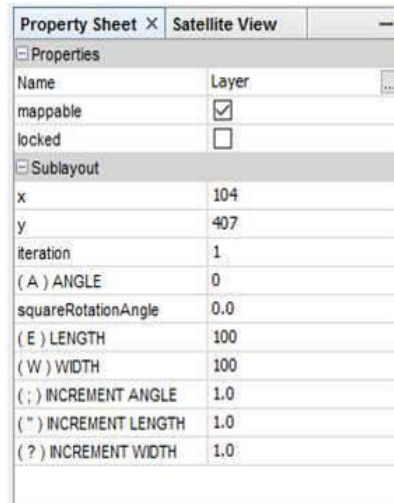 Property Sheet × Satellite View
Properties
Name Layer ...
mappable
locked
Sublayout
x 104
y 407
iteration 1
( A ) ANGLE 0
squareRotationAngle 0.0
( E ) LENGTH 100
( W ) WIDTH 100
( ; ) INCREMENT ANGLE 1.0
( " ) INCREMENT LENGTH 1.0
( ? ) INCREMENT WIDTH 1.0